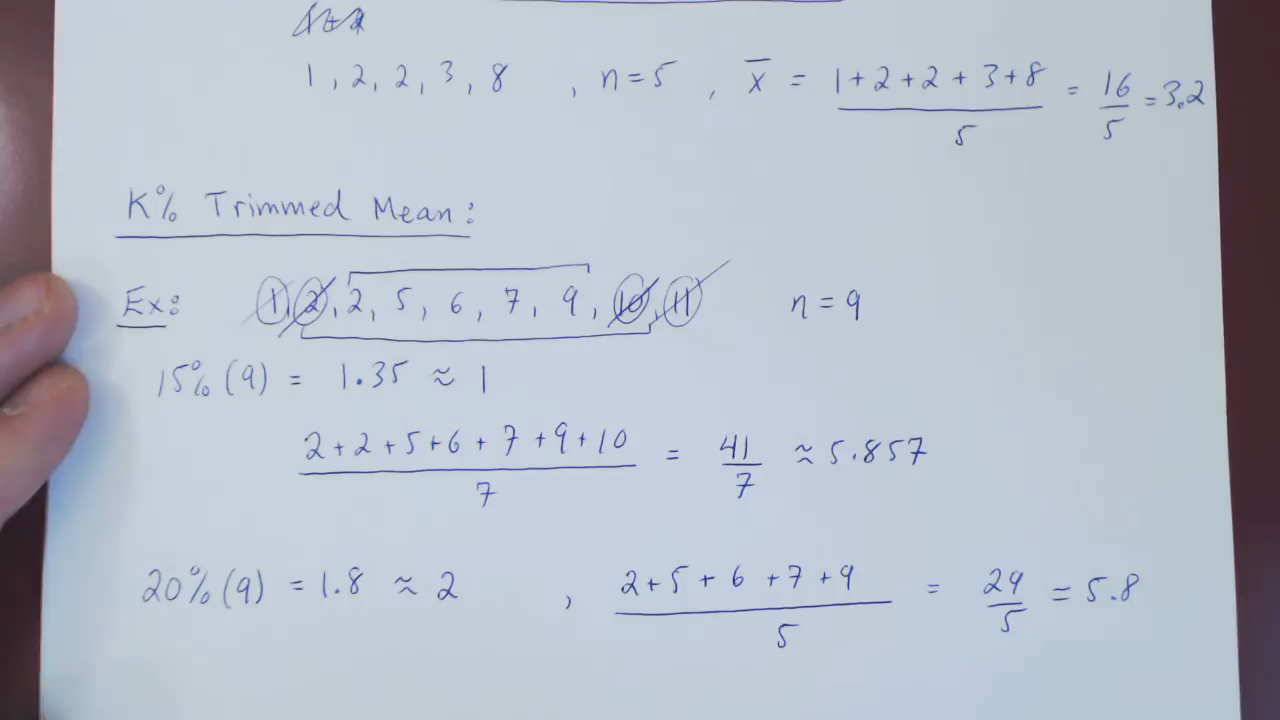 1, 2, 2, 3, 8 , n = 5 , x̄ = (1+2+2+3+8)/5 = 16/5 = 3.2
K% Trimmed Mean:
Ex: 1, 2, 2, 5, 6, 7, 9, 10, 11 n = 9
15% (9) = 1.35 ≈ 1
(2+2+5+6+7+9+10)/7 = 41/7 ≈ 5.857
20% (9) = 1.8 ≈ 2 , (2+5+6+7+9)/5 = 29/5 = 5.8